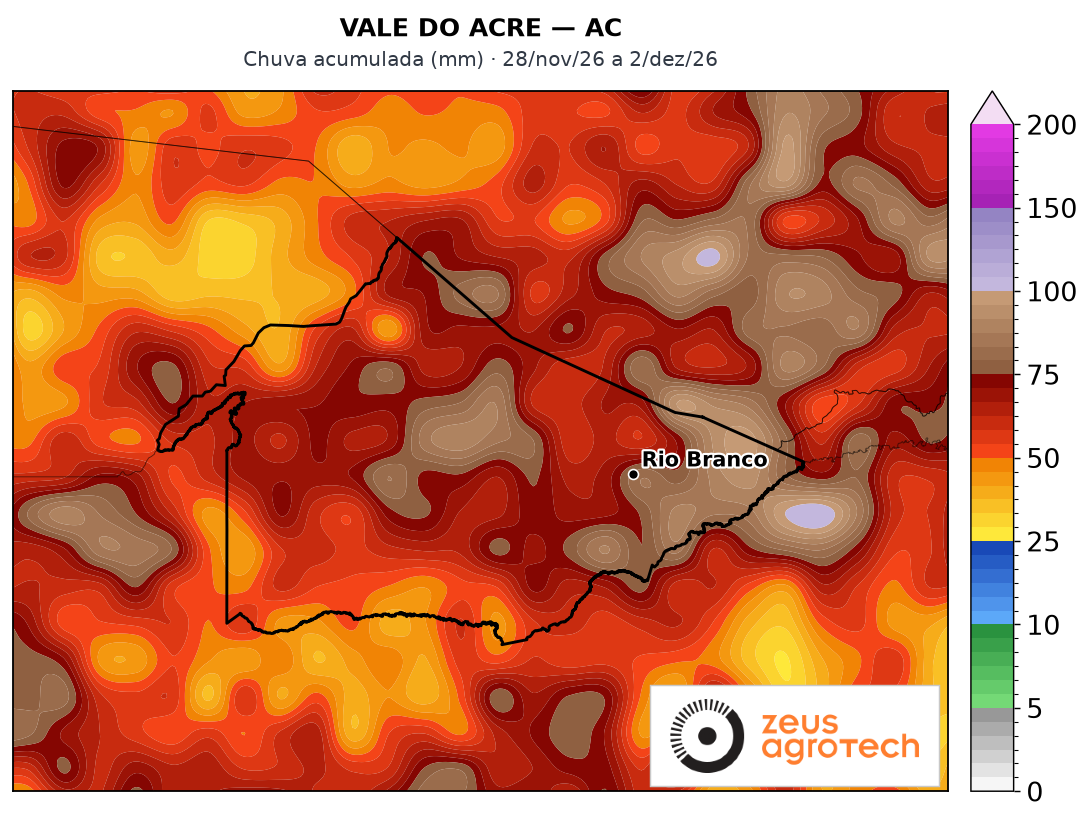 VALE DO ACRE — AC
Chuva acumulada (mm) · 28/nov/26 a 2/dez/26
200
150
100
75
50
25
10
5
0
Rio Branco
zeus
agrotech